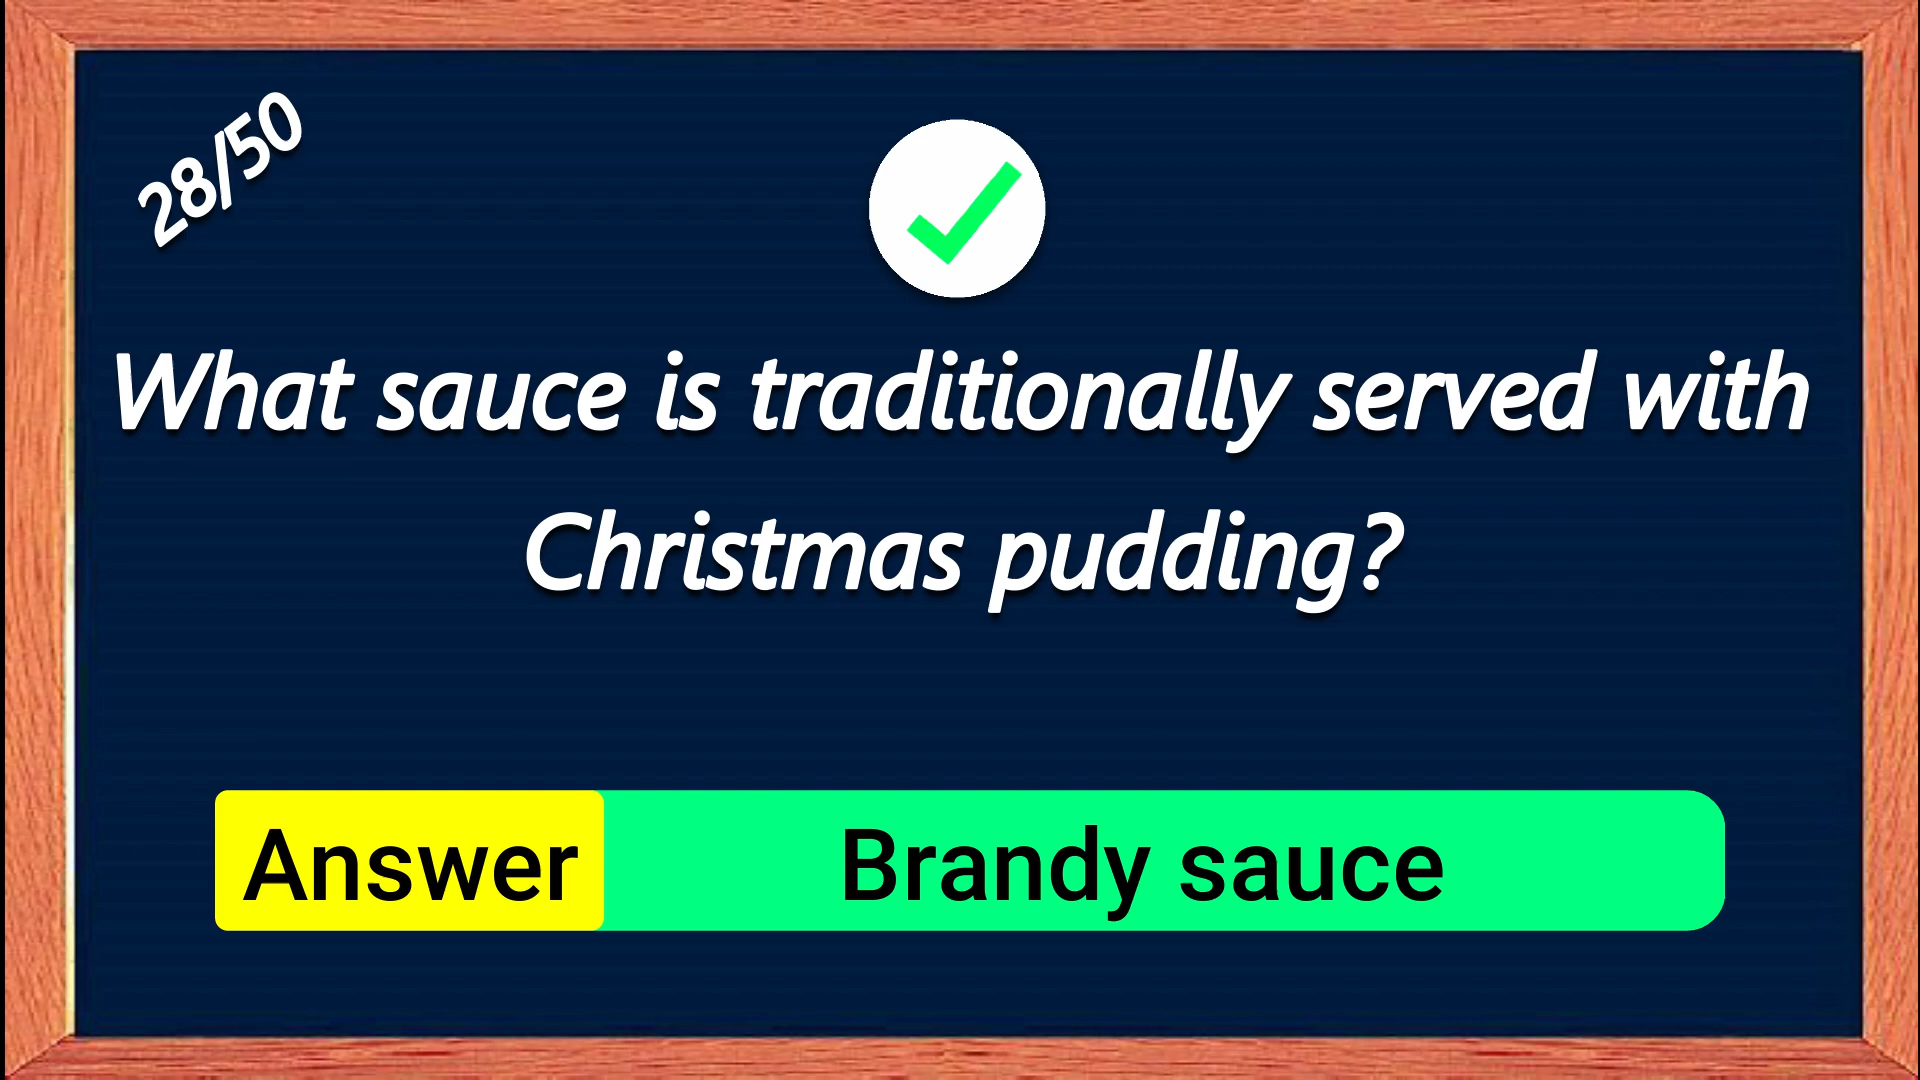 28/50
What sauce is traditionally served with
Christmas pudding?
Answer Brandy sauce